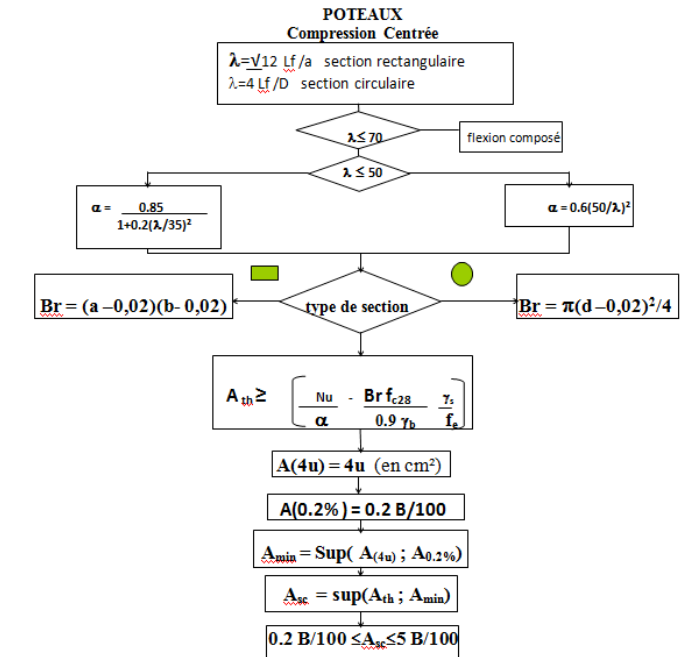 POTEAUX
Compression Centrée
λ=√12 Lf /a section rectangulaire
λ=4 Lf /D section circulaire
λ≤ 70
flexion composé
λ ≤ 50
α = 0.85
1+0.2(λ/35)²
α = 0.6(50/λ)²
Br = (a –0,02)(b- 0,02)
type de section
Br = π(d –0,02)²/4
A th ≥ [ Nu - Br fc28 γs ]
α 0.9 γb fe
A(4u) = 4u (en cm²)
A(0.2%) = 0.2 B/100
Amin = Sup( A(4u) ; A0.2%)
Asc = sup(Ath ; Amin)
0.2 B/100 ≤Asc≤5 B/100